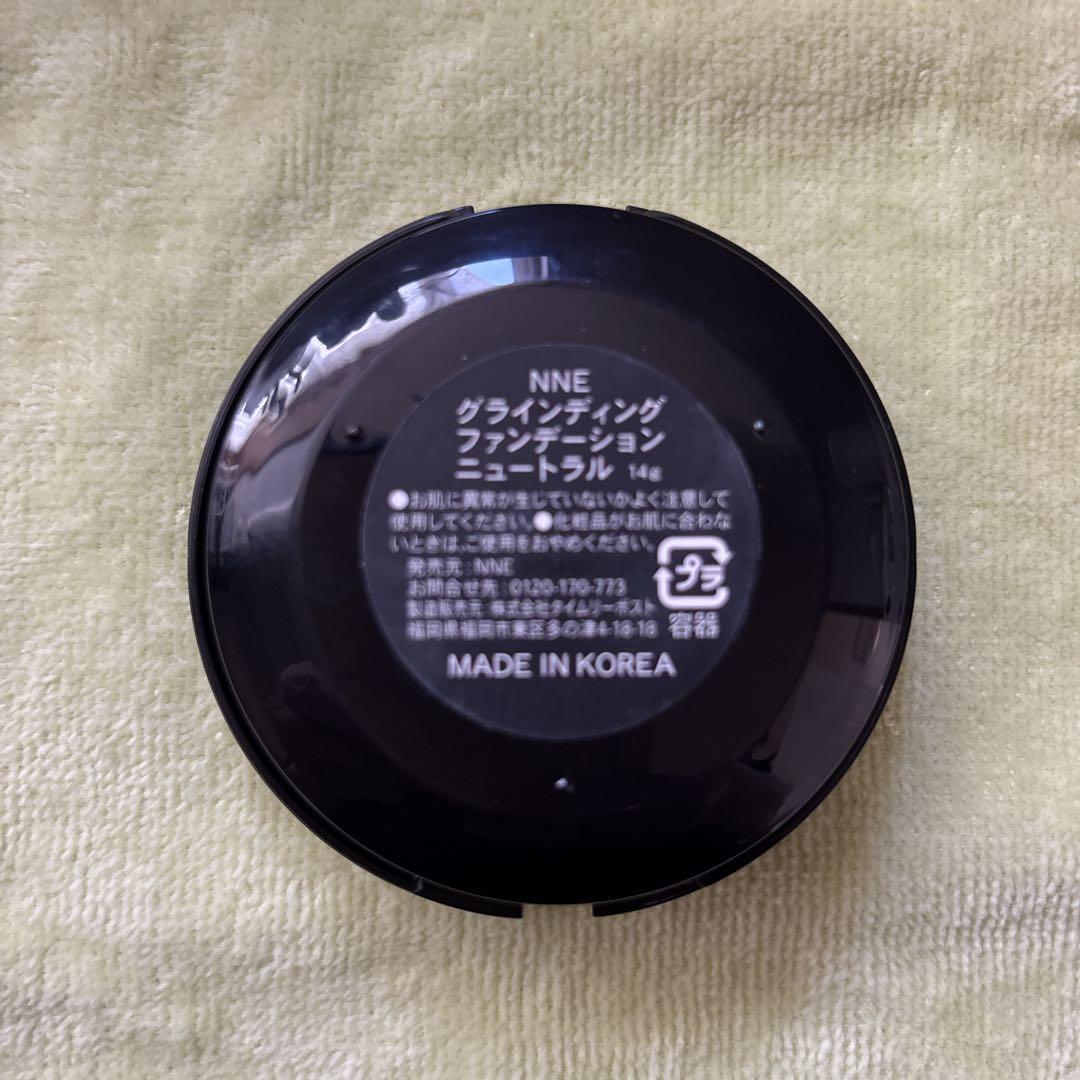 NNE
グラインディング
ファンデーション
ニュートラル 14g
●お肌に異常が生じていないかよく注意して
使用してください。●化粧品がお肌に合わな
いときは、ご使用をおやめください。
発売元:NNE
お問合せ先:0120-170-773
製造販売元:株式会社タイムリーポスト
福岡県福岡市東区多の津4-18-18
プラ
容器
MADE IN KOREA